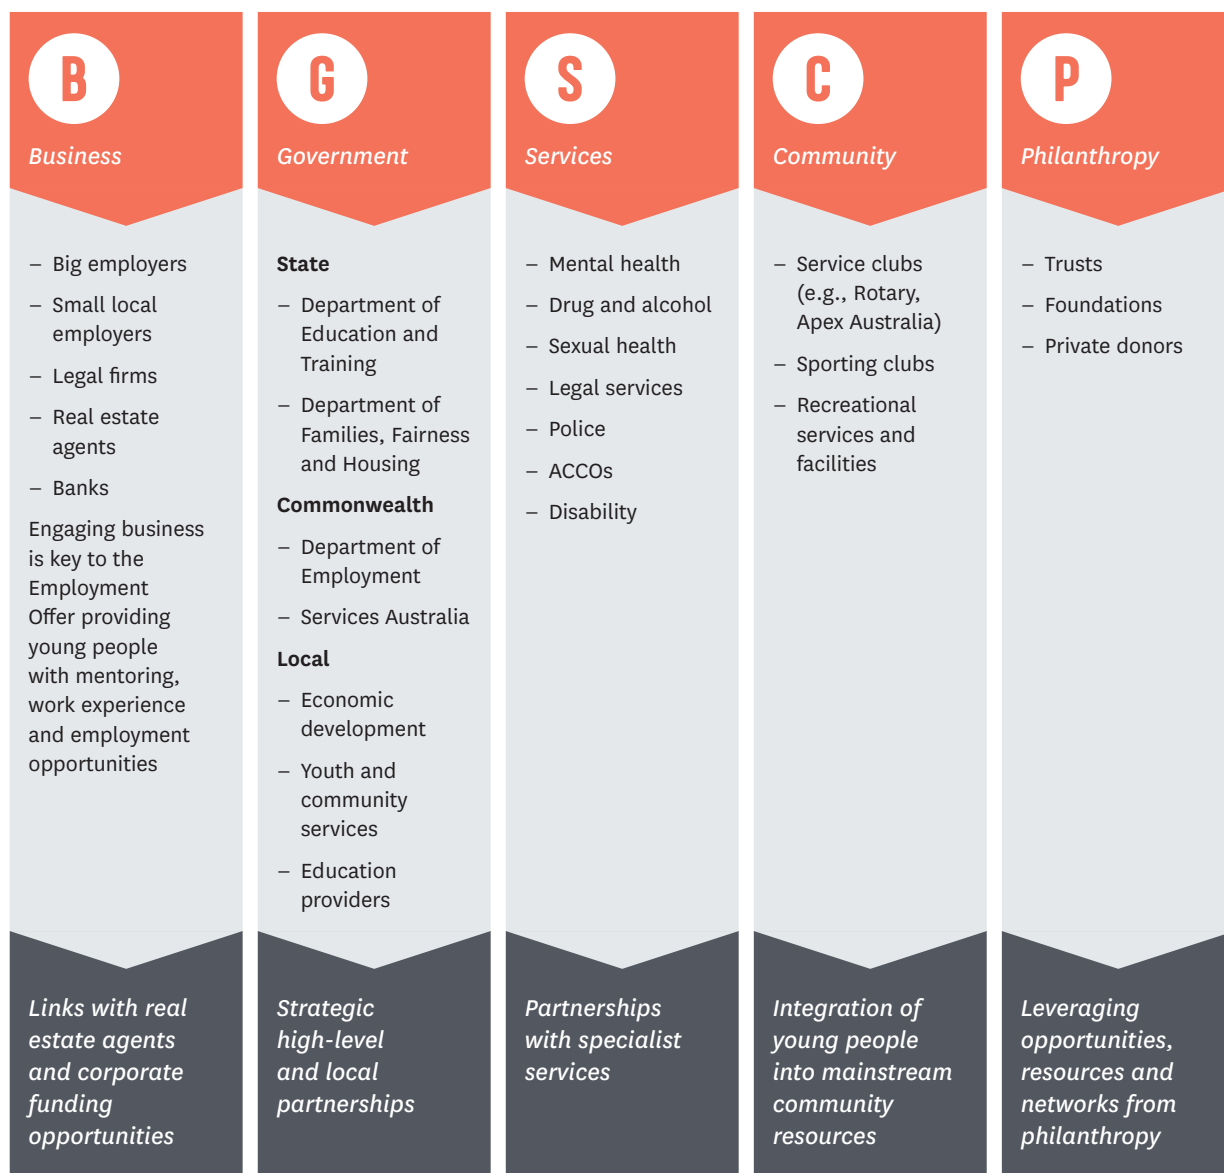 B
Business
– Big employers
– Small local
employers
– Legal firms
– Real estate
agents
– Banks
Engaging business
is key to the
Employment
Offer providing
young people
with mentoring,
work experience
and employment
opportunities
Links with real
estate agents
and corporate
funding
opportunities
G
Government
State
– Department of
Education and
Training
– Department of
Families, Fairness
and Housing
Commonwealth
– Department of
Employment
– Services Australia
Local
– Economic
development
– Youth and
community
services
– Education
providers
Strategic
high-level
and local
partnerships
S
Services
– Mental health
– Drug and alcohol
– Sexual health
– Legal services
– Police
– ACCOs
– Disability
Partnerships
with specialist
services
C
Community
– Service clubs
(e.g., Rotary,
Apex Australia)
– Sporting clubs
– Recreational
services and
facilities
Integration of
young people
into mainstream
community
resources
P
Philanthropy
– Trusts
– Foundations
– Private donors
Leveraging
opportunities,
resources and
networks from
philanthropy